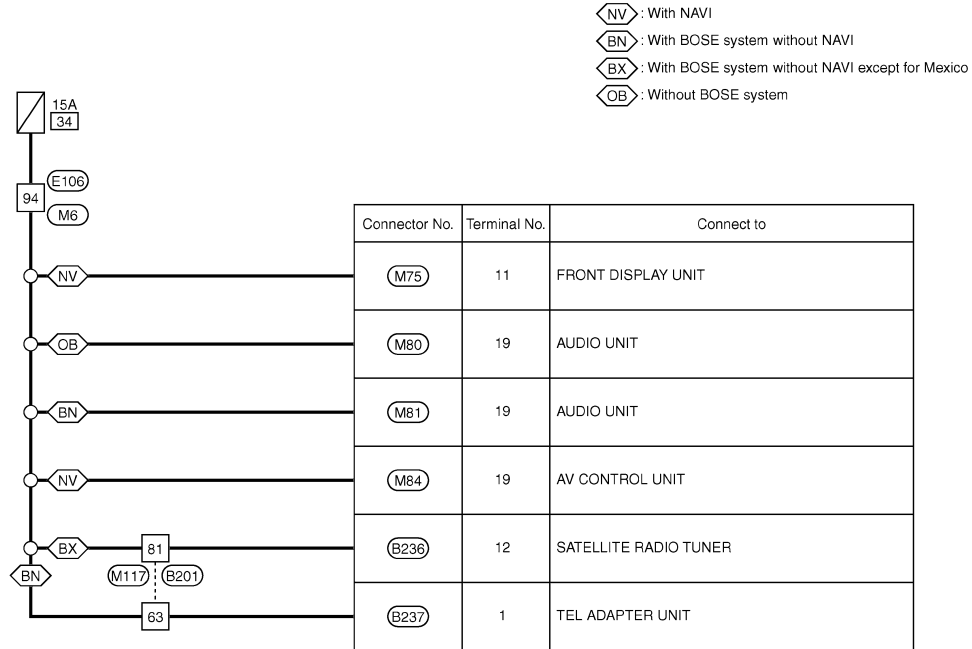 NV : With NAVI
BN : With BOSE system without NAVI
BX : With BOSE system without NAVI except for Mexico
OB : Without BOSE system
15A
34
E106
94
M6
Connector No. Terminal No. Connect to
NV M75 11 FRONT DISPLAY UNIT
OB M80 19 AUDIO UNIT
BN M81 19 AUDIO UNIT
NV M84 19 AV CONTROL UNIT
BX 81 B236 12 SATELLITE RADIO TUNER
BN M117 B201
63 B237 1 TEL ADAPTER UNIT